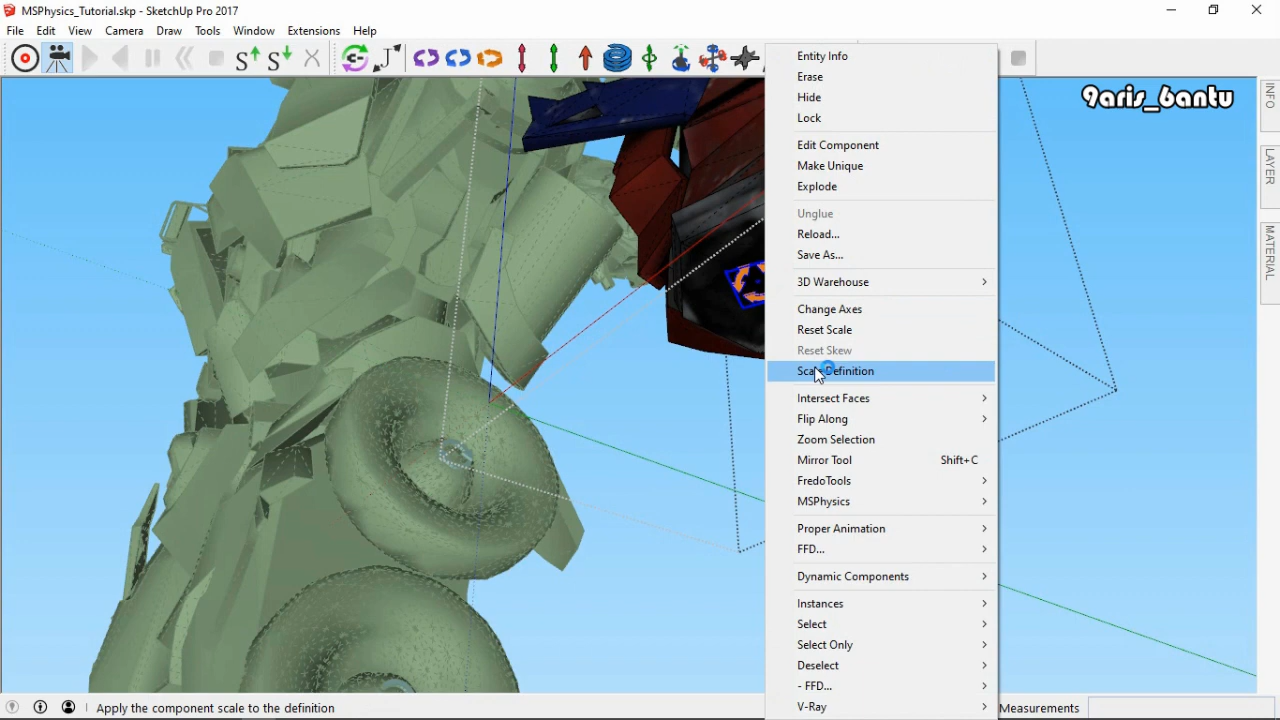 MSPhysics_Tutorial.skp - SketchUp Pro 2017
File Edit View Camera Draw Tools Window Extensions Help
9aris_6antu
INFO
LAYER
MATERIAL
Entity Info
Erase
Hide
Lock
Edit Component
Make Unique
Explode
Unglue
Reload...
Save As...
3D Warehouse
Change Axes
Reset Scale
Reset Skew
Scale Definition
Intersect Faces
Flip Along
Zoom Selection
Mirror Tool Shift+C
FredoTools
MSPhysics
Proper Animation
FFD...
Dynamic Components
Instances
Select
Select Only
Deselect
- FFD...
V-Ray
Apply the component scale to the definition
Measurements